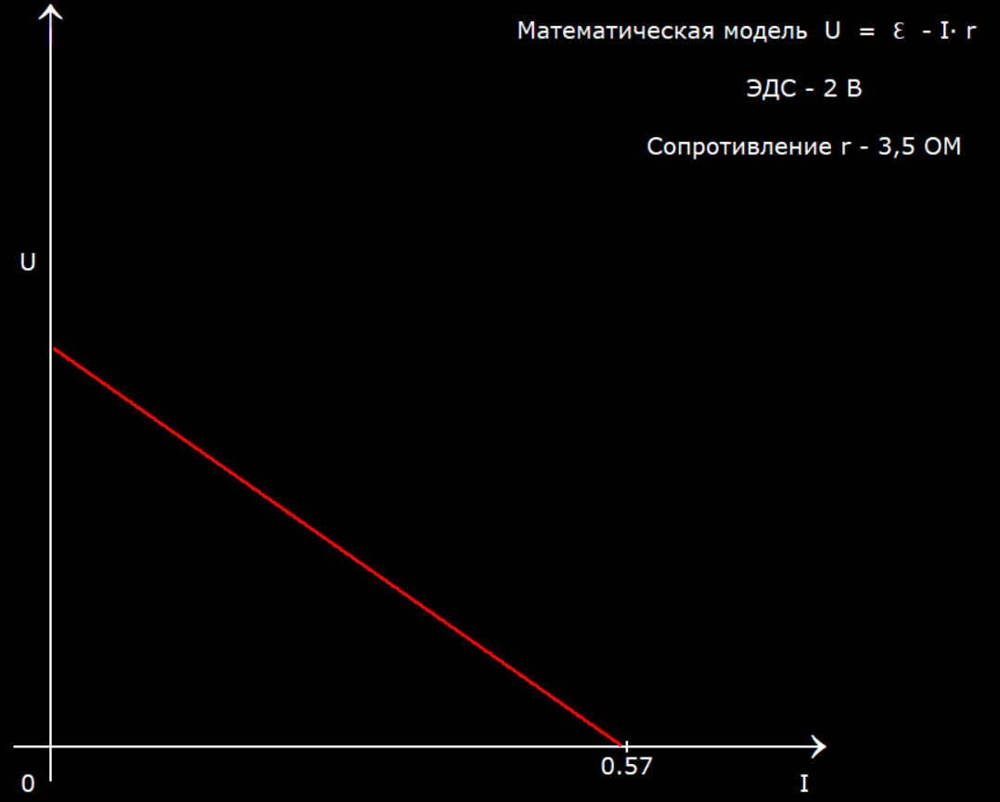 Математическая модель U = ε - I· r
ЭДС - 2 В
Сопротивление r - 3,5 ОМ
U
0.57
0
I